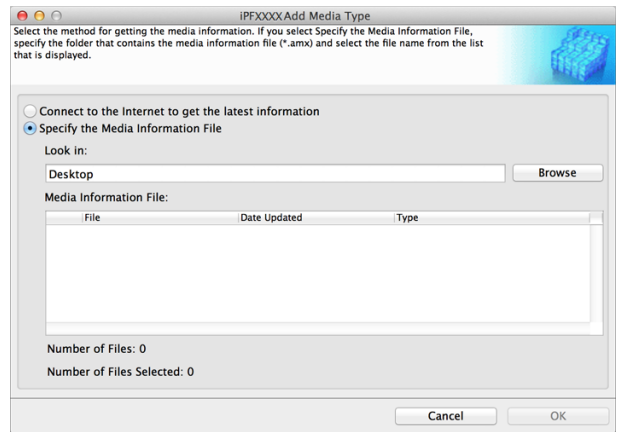 iPFXXXX Add Media Type
Select the method for getting the media information. If you select Specify the Media Information File,
specify the folder that contains the media information file (*.amx) and select the file name from the list
that is displayed.
Connect to the Internet to get the latest information
Specify the Media Information File
Look in:
Desktop Browse
Media Information File:
File Date Updated Type
Number of Files: 0
Number of Files Selected: 0
Cancel OK